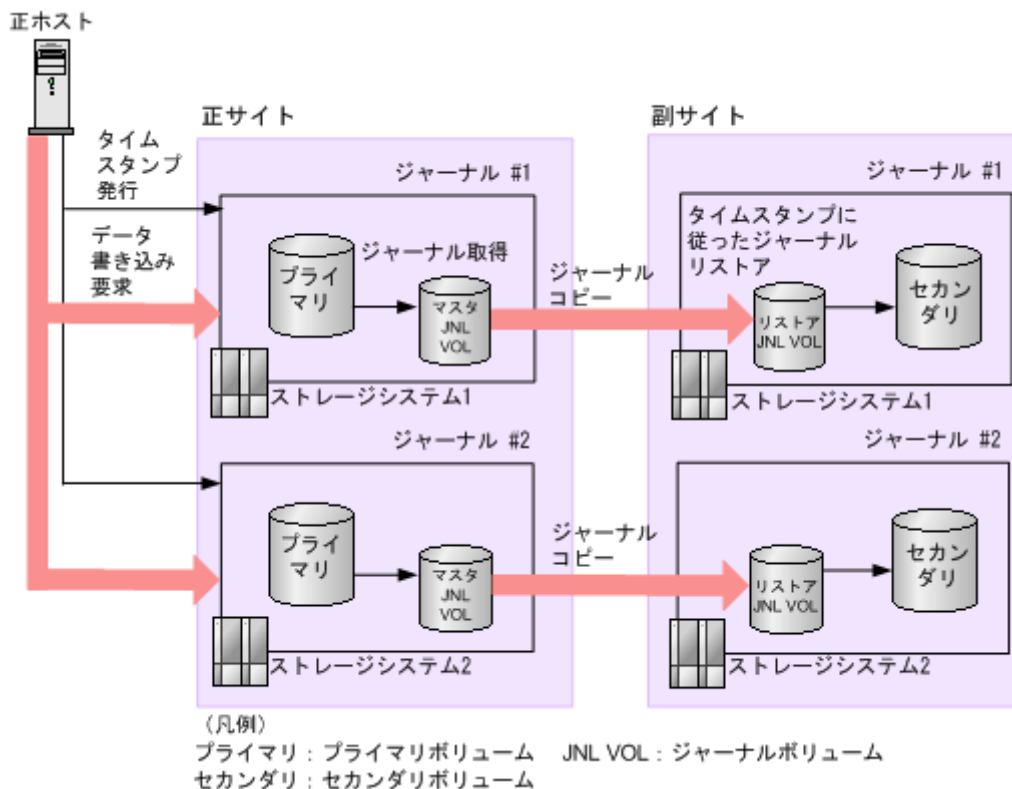 正ホスト
正サイト
副サイト
タイム
スタンプ
発行
データ
書き込み
要求
ジャーナル #1
プライ
マリ
ジャーナル取得
マスタ
JNL
VOL
ストレージシステム1
ジャーナル
コピー
ジャーナル #1
タイムスタンプに
従ったジャーナル
リストア
リストア
JNL VOL
セカン
ダリ
ストレージシステム1
ジャーナル #2
プライ
マリ
マスタ
JNL
VOL
ストレージシステム2
ジャーナル
コピー
ジャーナル #2
リストア
JNL VOL
セカン
ダリ
ストレージシステム2
（凡例）
プライマリ：プライマリボリューム　JNL VOL：ジャーナルボリューム
セカンダリ：セカンダリボリューム